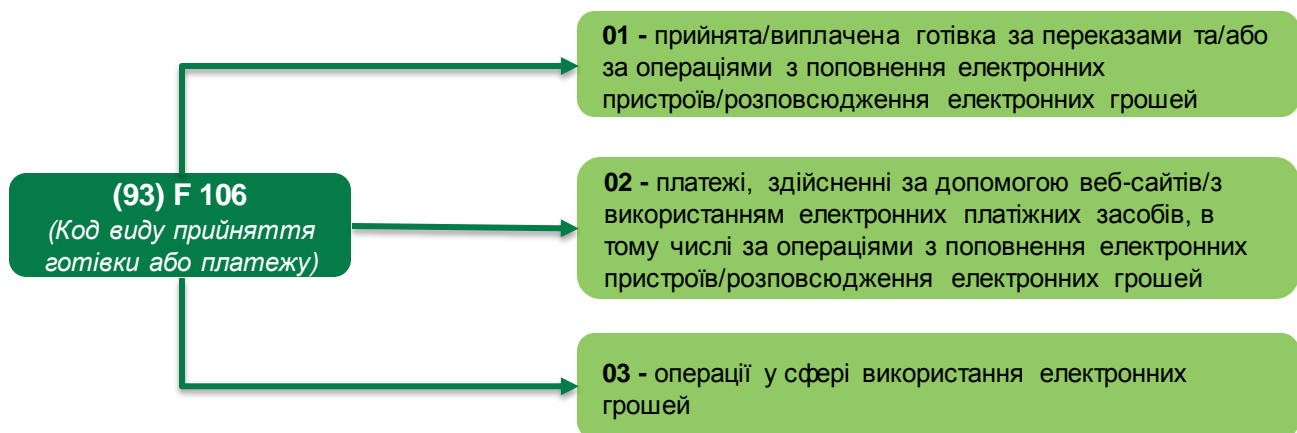 01 - прийнята/виплачена готівка за переказами та/або
за операціями з поповнення електронних
пристроїв/розповсюдження електронних грошей
(93) F 106
(Код виду прийняття
готівки або платежу)
02 - платежі, здійсненні за допомогою веб-сайтів/з
використанням електронних платіжних засобів, в
тому числі за операціями з поповнення електронних
пристроїв/розповсюдження електронних грошей
03 - операції у сфері використання електронних
грошей